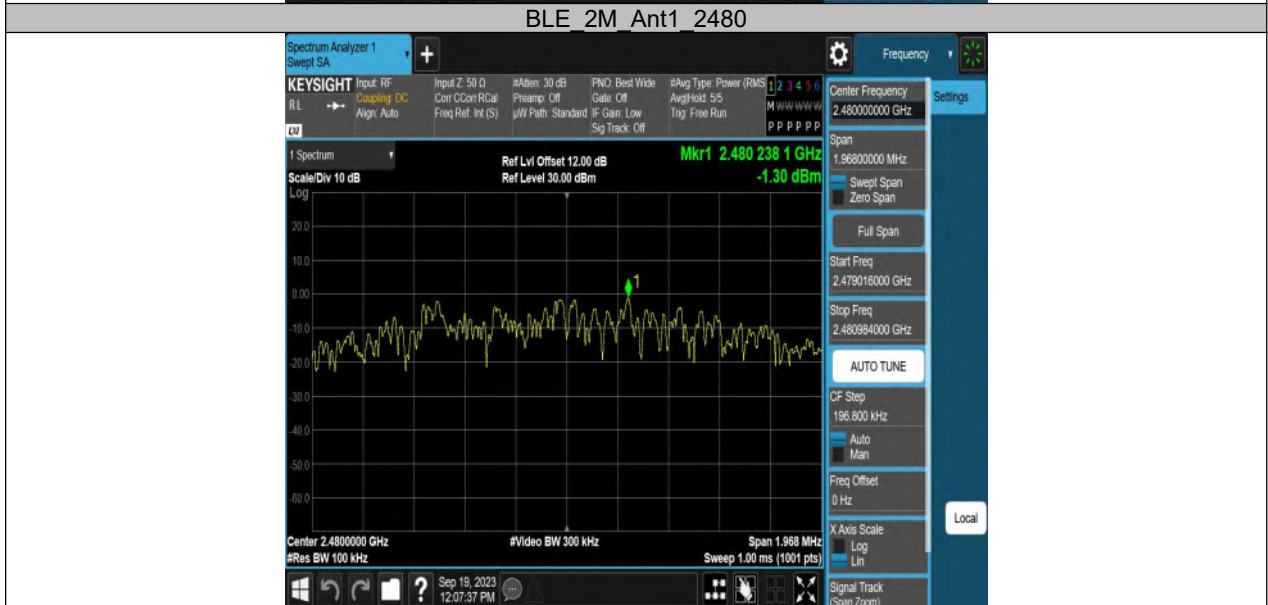 BLE_2M_Ant1_2480
Spectrum Analyzer 1
Swept SA
+
Frequency
KEYSIGHT
R L
LXI
Input: RF
Coupling: DC
Align: Auto
Input Z: 50 Ω
Corr CCorr RCal
Freq Ref: Int (S)
#Atten: 30 dB
Preamp: Off
µW Path: Standard
PNO: Best Wide
Gate: Off
IF Gain: Low
Sig Track: Off
#Avg Type: Power (RMS
Avg|Hold: 5/5
Trig: Free Run
1 2 3 4 5 6
M W W W W W
P P P P P P
1 Spectrum
Scale/Div 10 dB
Log
Ref Lvl Offset 12.00 dB
Ref Level 30.00 dBm
Mkr1 2.480 238 1 GHz
-1.30 dBm
20.0
10.0
0.00
-10.0
-20.0
-30.0
-40.0
-50.0
-60.0
1
Center 2.4800000 GHz
#Res BW 100 kHz
#Video BW 300 kHz
Span 1.968 MHz
Sweep 1.00 ms (1001 pts)
Center Frequency
2.480000000 GHz
Settings
Span
1.96800000 MHz
Swept Span
Zero Span
Full Span
Start Freq
2.479016000 GHz
Stop Freq
2.480984000 GHz
AUTO TUNE
CF Step
196.800 kHz
Auto
Man
Freq Offset
0 Hz
X Axis Scale
Log
Lin
Local
Signal Track
(Span Zoom)
?
Sep 19, 2023
12:07:37 PM